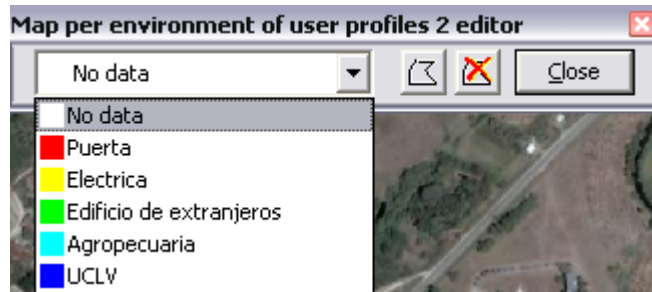 Map per environment of user profiles 2 editor
No data
Close
No data
Puerta
Electrica
Edificio de extranjeros
Agropecuaria
UCLV